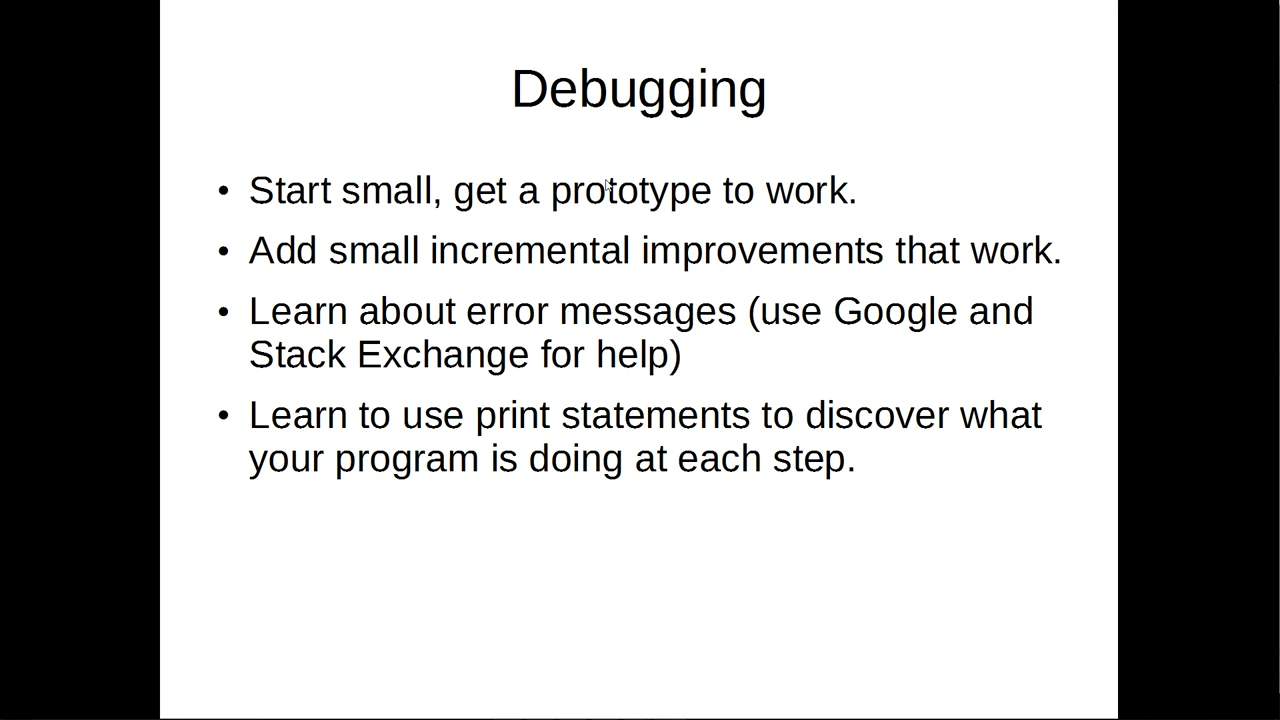 Debugging
• Start small, get a prototype to work.
• Add small incremental improvements that work.
• Learn about error messages (use Google and
Stack Exchange for help)
• Learn to use print statements to discover what
your program is doing at each step.